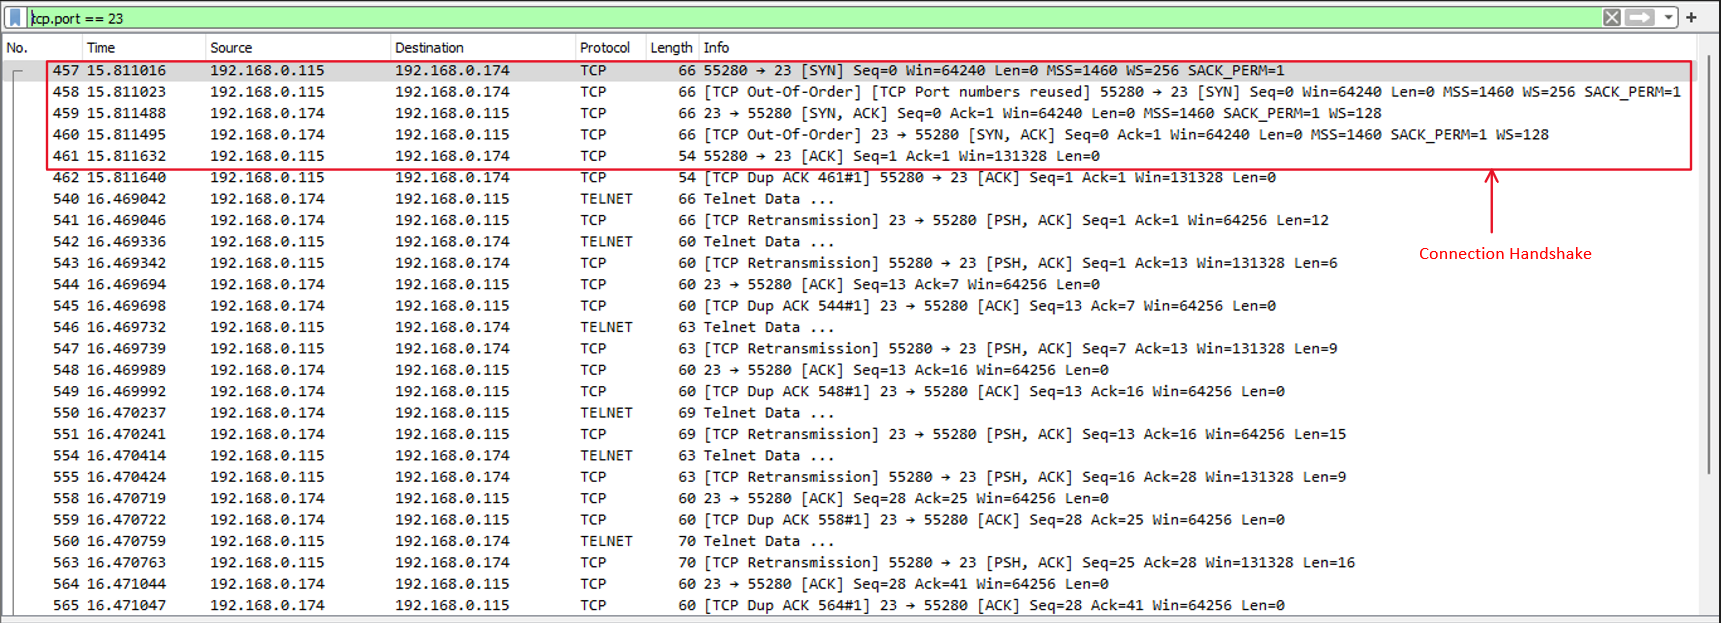 tcp.port == 23
No. Time Source Destination Protocol Length Info
457 15.811016 192.168.0.115 192.168.0.174 TCP 66 55280 → 23 [SYN] Seq=0 Win=64240 Len=0 MSS=1460 WS=256 SACK_PERM=1
458 15.811023 192.168.0.115 192.168.0.174 TCP 66 [TCP Out-Of-Order] [TCP Port numbers reused] 55280 → 23 [SYN] Seq=0 Win=64240 Len=0 MSS=1460 WS=256 SACK_PERM=1
459 15.811488 192.168.0.174 192.168.0.115 TCP 66 23 → 55280 [SYN, ACK] Seq=0 Ack=1 Win=64240 Len=0 MSS=1460 SACK_PERM=1 WS=128
460 15.811495 192.168.0.174 192.168.0.115 TCP 66 [TCP Out-Of-Order] 23 → 55280 [SYN, ACK] Seq=0 Ack=1 Win=64240 Len=0 MSS=1460 SACK_PERM=1 WS=128
461 15.811632 192.168.0.115 192.168.0.174 TCP 54 55280 → 23 [ACK] Seq=1 Ack=1 Win=131328 Len=0
462 15.811640 192.168.0.115 192.168.0.174 TCP 54 [TCP Dup ACK 461#1] 55280 → 23 [ACK] Seq=1 Ack=1 Win=131328 Len=0
540 16.469042 192.168.0.174 192.168.0.115 TELNET 66 Telnet Data ...
541 16.469046 192.168.0.174 192.168.0.115 TCP 66 [TCP Retransmission] 23 → 55280 [PSH, ACK] Seq=1 Ack=1 Win=64256 Len=12
542 16.469336 192.168.0.115 192.168.0.174 TELNET 60 Telnet Data ...
Connection Handshake
543 16.469342 192.168.0.115 192.168.0.174 TCP 60 [TCP Retransmission] 55280 → 23 [PSH, ACK] Seq=1 Ack=13 Win=131328 Len=6
544 16.469694 192.168.0.174 192.168.0.115 TCP 60 23 → 55280 [ACK] Seq=13 Ack=7 Win=64256 Len=0
545 16.469698 192.168.0.174 192.168.0.115 TCP 60 [TCP Dup ACK 544#1] 23 → 55280 [ACK] Seq=13 Ack=7 Win=64256 Len=0
546 16.469732 192.168.0.115 192.168.0.174 TELNET 63 Telnet Data ...
547 16.469739 192.168.0.115 192.168.0.174 TCP 63 [TCP Retransmission] 55280 → 23 [PSH, ACK] Seq=7 Ack=13 Win=131328 Len=9
548 16.469989 192.168.0.174 192.168.0.115 TCP 60 23 → 55280 [ACK] Seq=13 Ack=16 Win=64256 Len=0
549 16.469992 192.168.0.174 192.168.0.115 TCP 60 [TCP Dup ACK 548#1] 23 → 55280 [ACK] Seq=13 Ack=16 Win=64256 Len=0
550 16.470237 192.168.0.174 192.168.0.115 TELNET 69 Telnet Data ...
551 16.470241 192.168.0.174 192.168.0.115 TCP 69 [TCP Retransmission] 23 → 55280 [PSH, ACK] Seq=13 Ack=16 Win=64256 Len=15
554 16.470414 192.168.0.115 192.168.0.174 TELNET 63 Telnet Data ...
555 16.470424 192.168.0.115 192.168.0.174 TCP 63 [TCP Retransmission] 55280 → 23 [PSH, ACK] Seq=16 Ack=28 Win=131328 Len=9
558 16.470719 192.168.0.174 192.168.0.115 TCP 60 23 → 55280 [ACK] Seq=28 Ack=25 Win=64256 Len=0
559 16.470722 192.168.0.174 192.168.0.115 TCP 60 [TCP Dup ACK 558#1] 23 → 55280 [ACK] Seq=28 Ack=25 Win=64256 Len=0
560 16.470759 192.168.0.115 192.168.0.174 TELNET 70 Telnet Data ...
563 16.470763 192.168.0.115 192.168.0.174 TCP 70 [TCP Retransmission] 55280 → 23 [PSH, ACK] Seq=25 Ack=28 Win=131328 Len=16
564 16.471044 192.168.0.174 192.168.0.115 TCP 60 23 → 55280 [ACK] Seq=28 Ack=41 Win=64256 Len=0
565 16.471047 192.168.0.174 192.168.0.115 TCP 60 [TCP Dup ACK 564#1] 23 → 55280 [ACK] Seq=28 Ack=41 Win=64256 Len=0